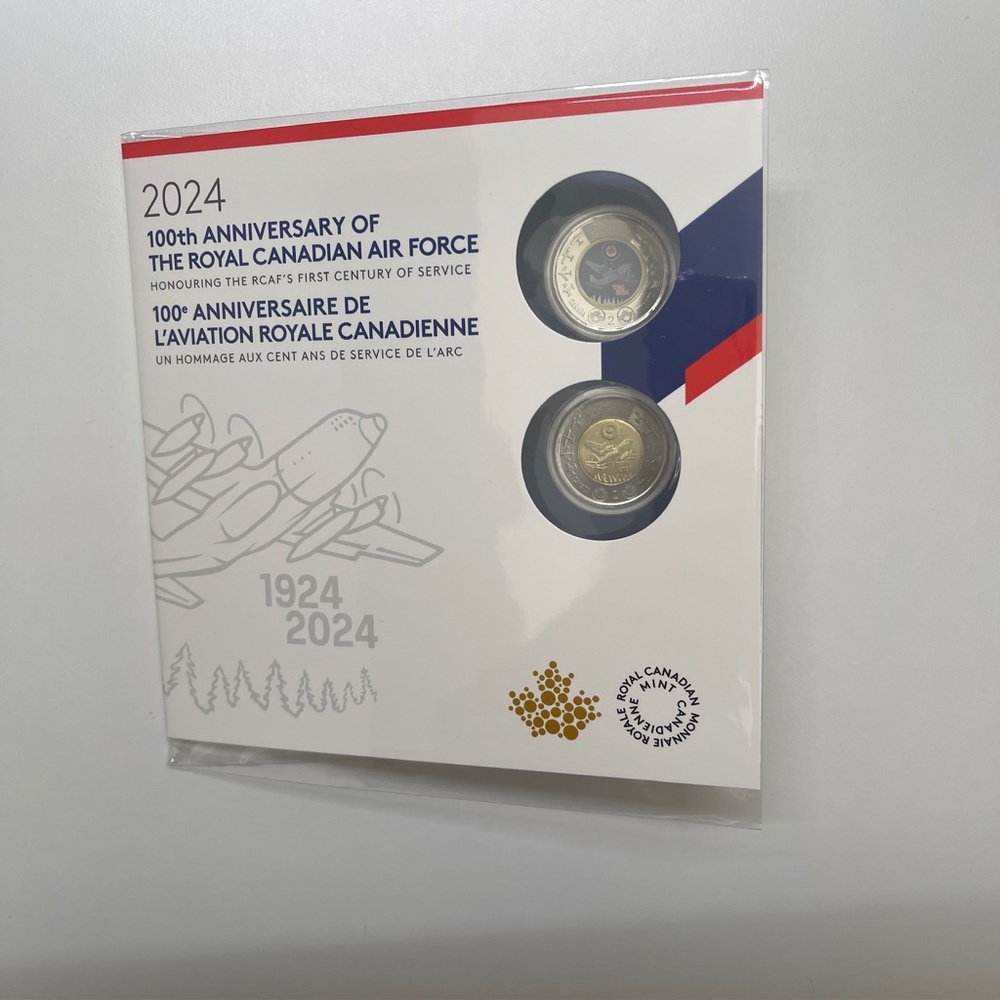 2024
100th ANNIVERSARY OF
THE ROYAL CANADIAN AIR FORCE
HONOURING THE RCAF'S FIRST CENTURY OF SERVICE
100e ANNIVERSAIRE DE
L'AVIATION ROYALE CANADIENNE
UN HOMMAGE AUX CENT ANS DE SERVICE DE L'ARC
2
2
1924
2024
ROYAL CANADIAN MINT
MONNAIE ROYALE CANADIENNE